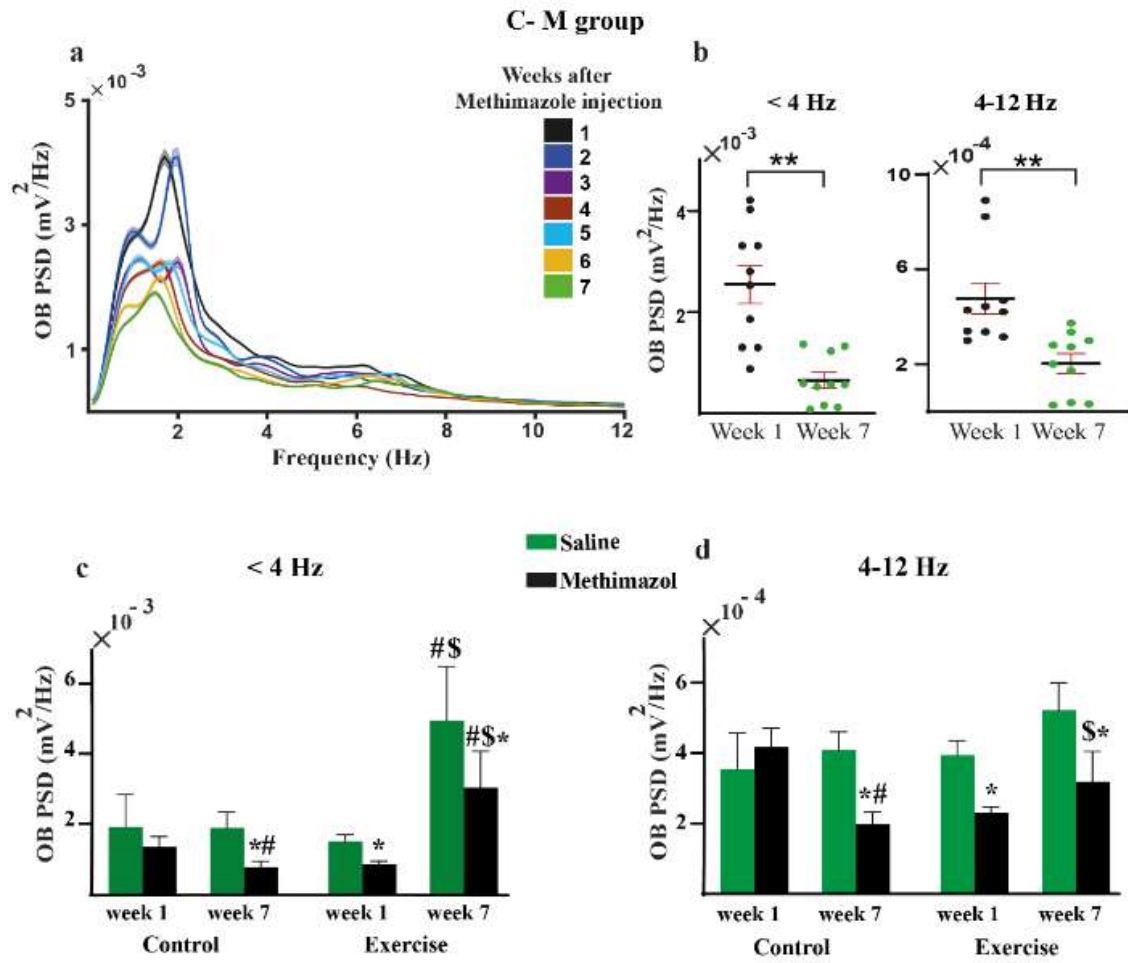 C- M group
a
× 10⁻³
OB PSD (mV²/Hz)
5
3
1
2
4
6
8
10
12
Frequency (Hz)
Weeks after
Methimazole injection
1
2
3
4
5
6
7
b
< 4 Hz
× 10⁻³
OB PSD (mV²/Hz)
4
2
**
Week 1
Week 7
4-12 Hz
× 10⁻⁴
10
6
2
**
Week 1
Week 7
Saline
Methimazol
c
< 4 Hz
× 10⁻³
OB PSD (mV²/Hz)
6
4
2
*#
*
#$
#$*
week 1
week 7
week 1
week 7
Control
Exercise
d
4-12 Hz
× 10⁻⁴
OB PSD (mV²/Hz)
6
4
2
*#
*
$*
week 1
week 7
week 1
week 7
Control
Exercise